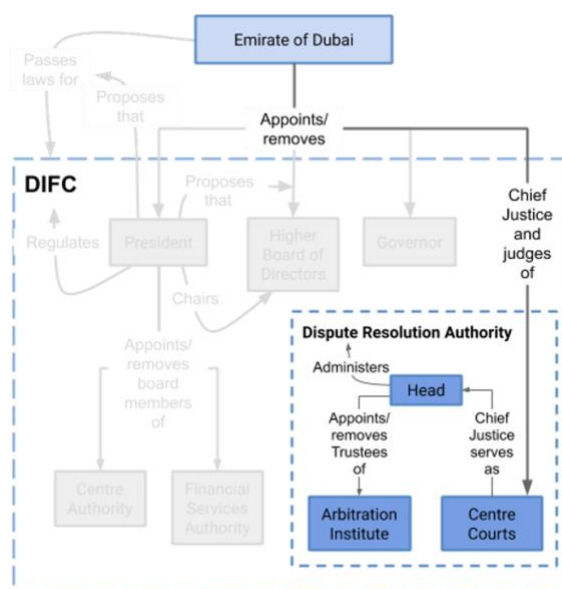 Emirate of Dubai
Passes
laws for
Proposes
that
Appoints/
removes
DIFC
Proposes
that
Chief
Justice
and
judges
of
Regulates
President
Higher
Board of
Directors
Governor
Chairs
Appoints/
removes
board
members
of
Dispute Resolution Authority
Administers
Head
Appoints/
removes
Trustees
of
Chief
Justice
serves
as
Centre
Authority
Financial
Services
Authority
Arbitration
Institute
Centre
Courts